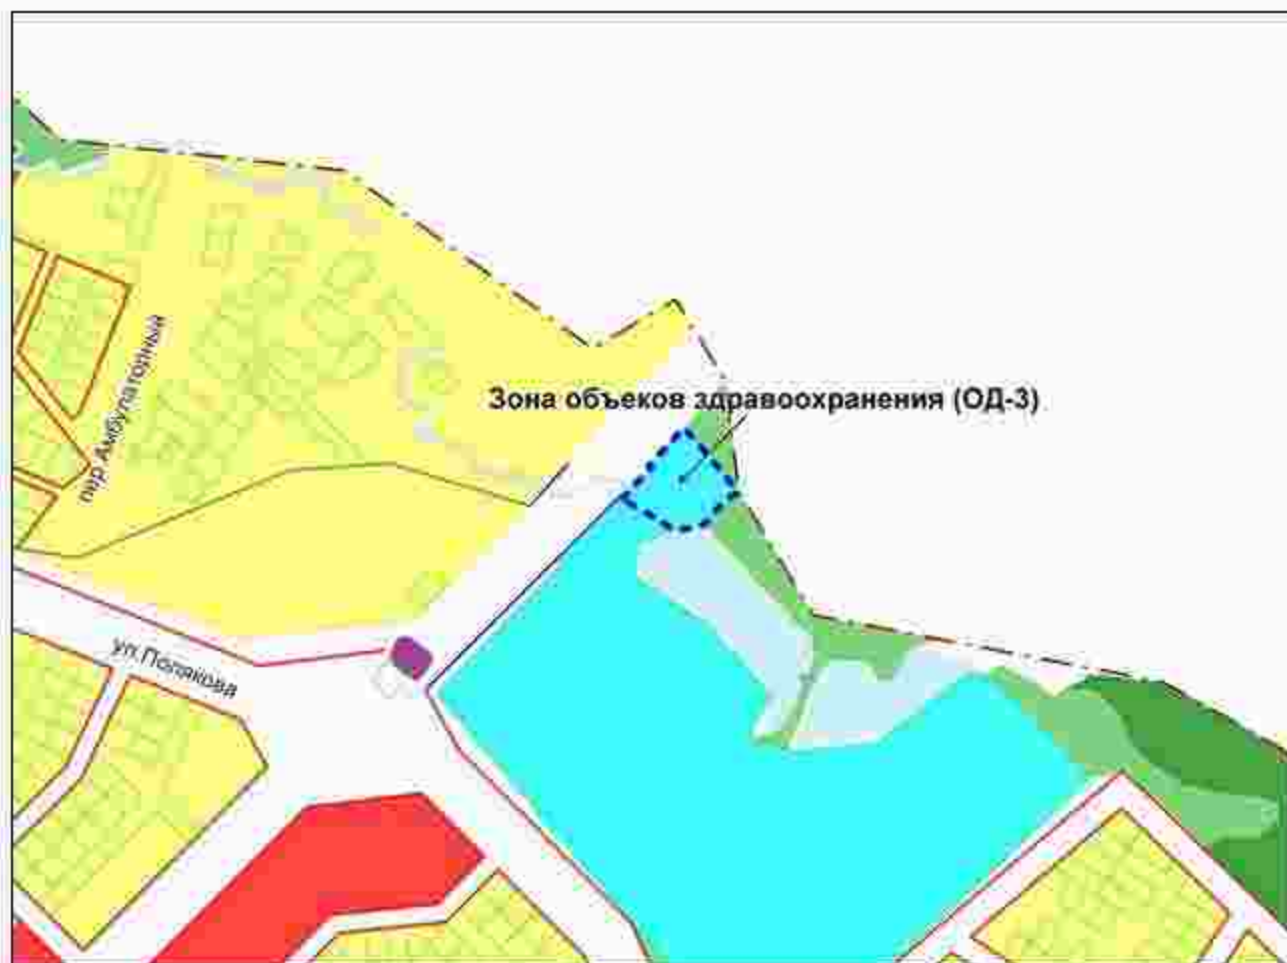 Зона объеков здравоохранения (ОД-3)
пер.Амбулаторный
ул.Полякова